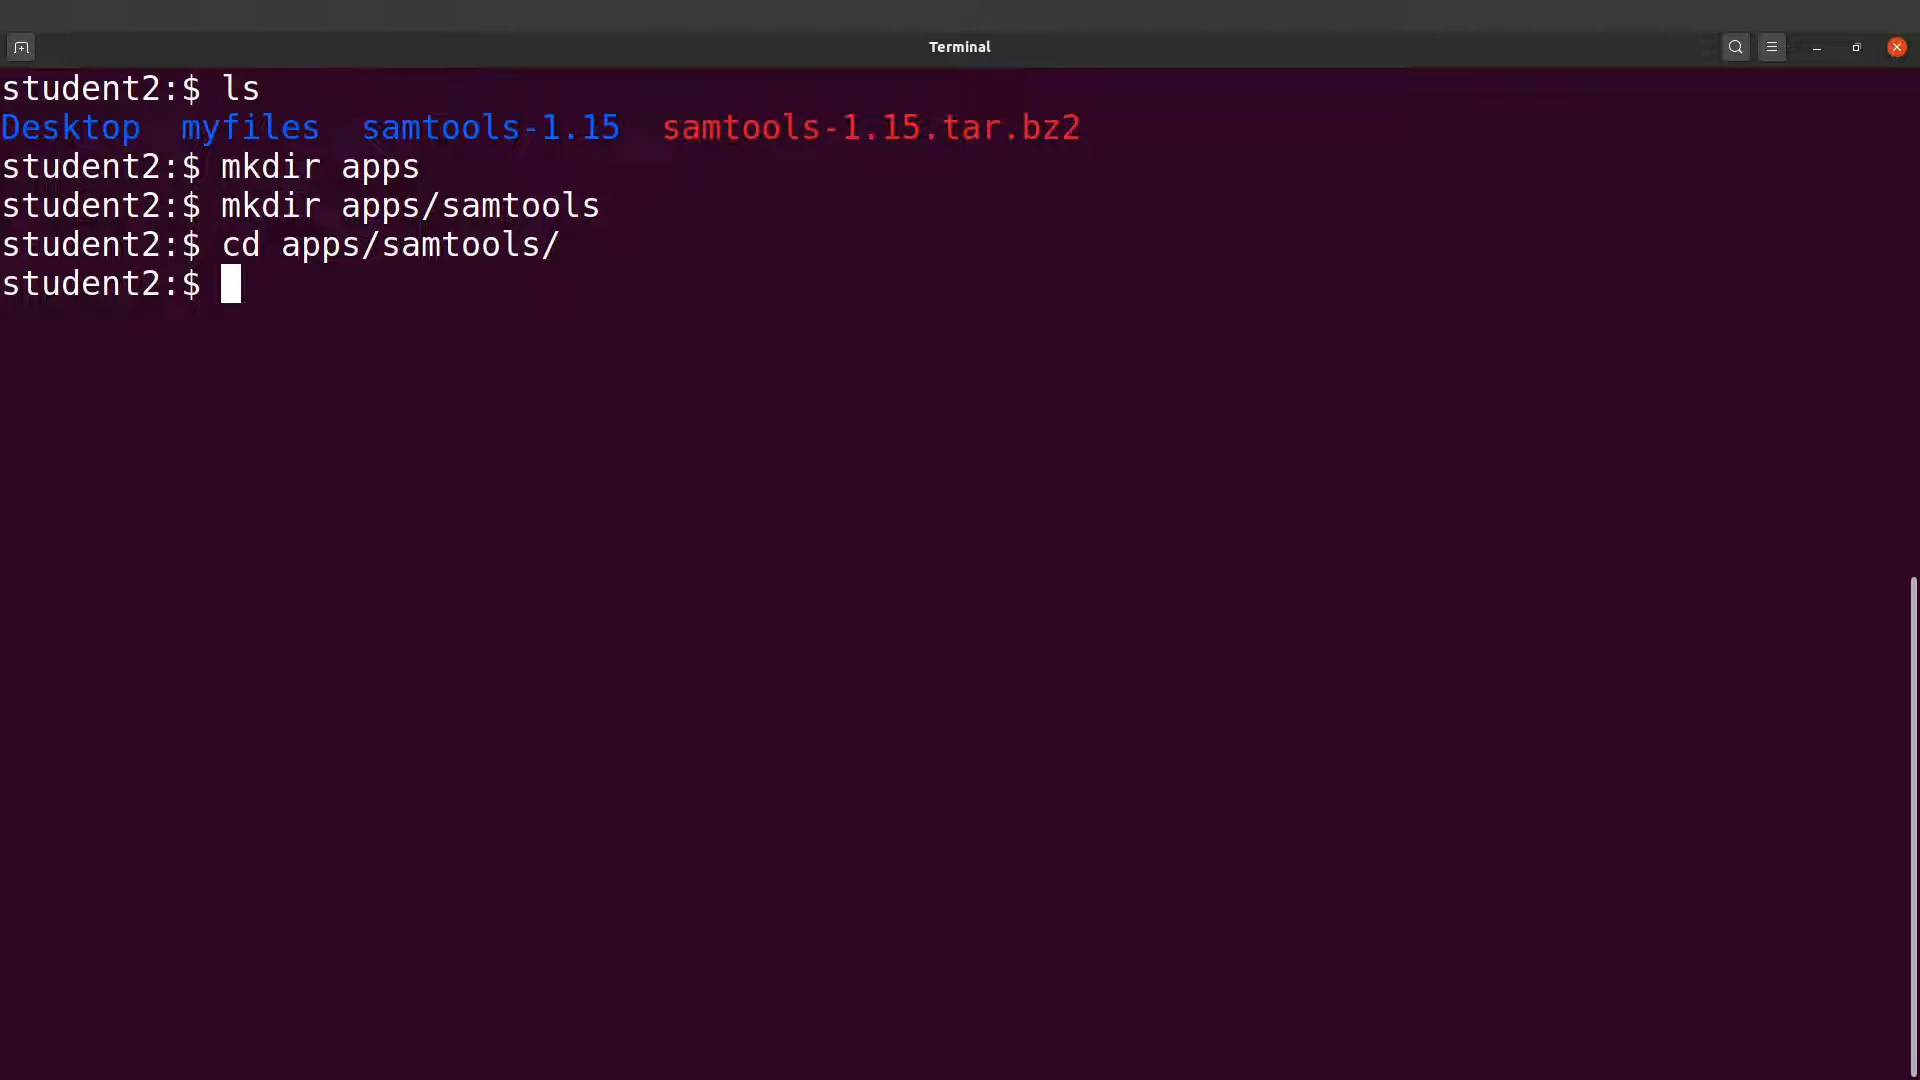 Terminal
student2:$ ls
Desktop  myfiles  samtools-1.15  samtools-1.15.tar.bz2
student2:$ mkdir apps
student2:$ mkdir apps/samtools
student2:$ cd apps/samtools/
student2:$